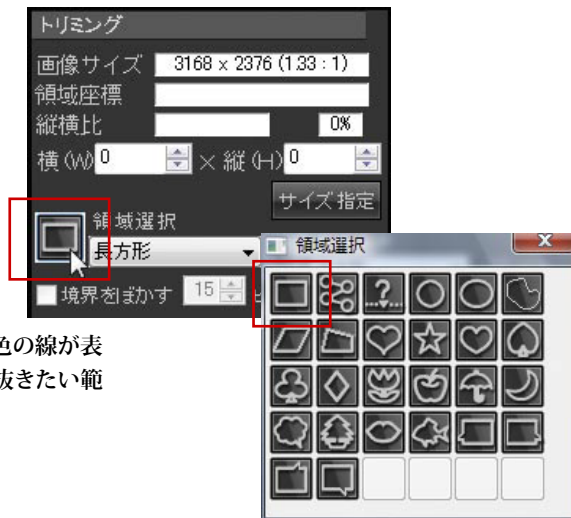 トリミング
画像サイズ 3168 x 2376 (1.33 : 1)
領域座標
縦横比 0%
横(W) 0 × 縦(H) 0
サイズ指定
領域選択
長方形
領域選択 x
境界をぼかす 15
...?...
色の線が表
抜きたい範